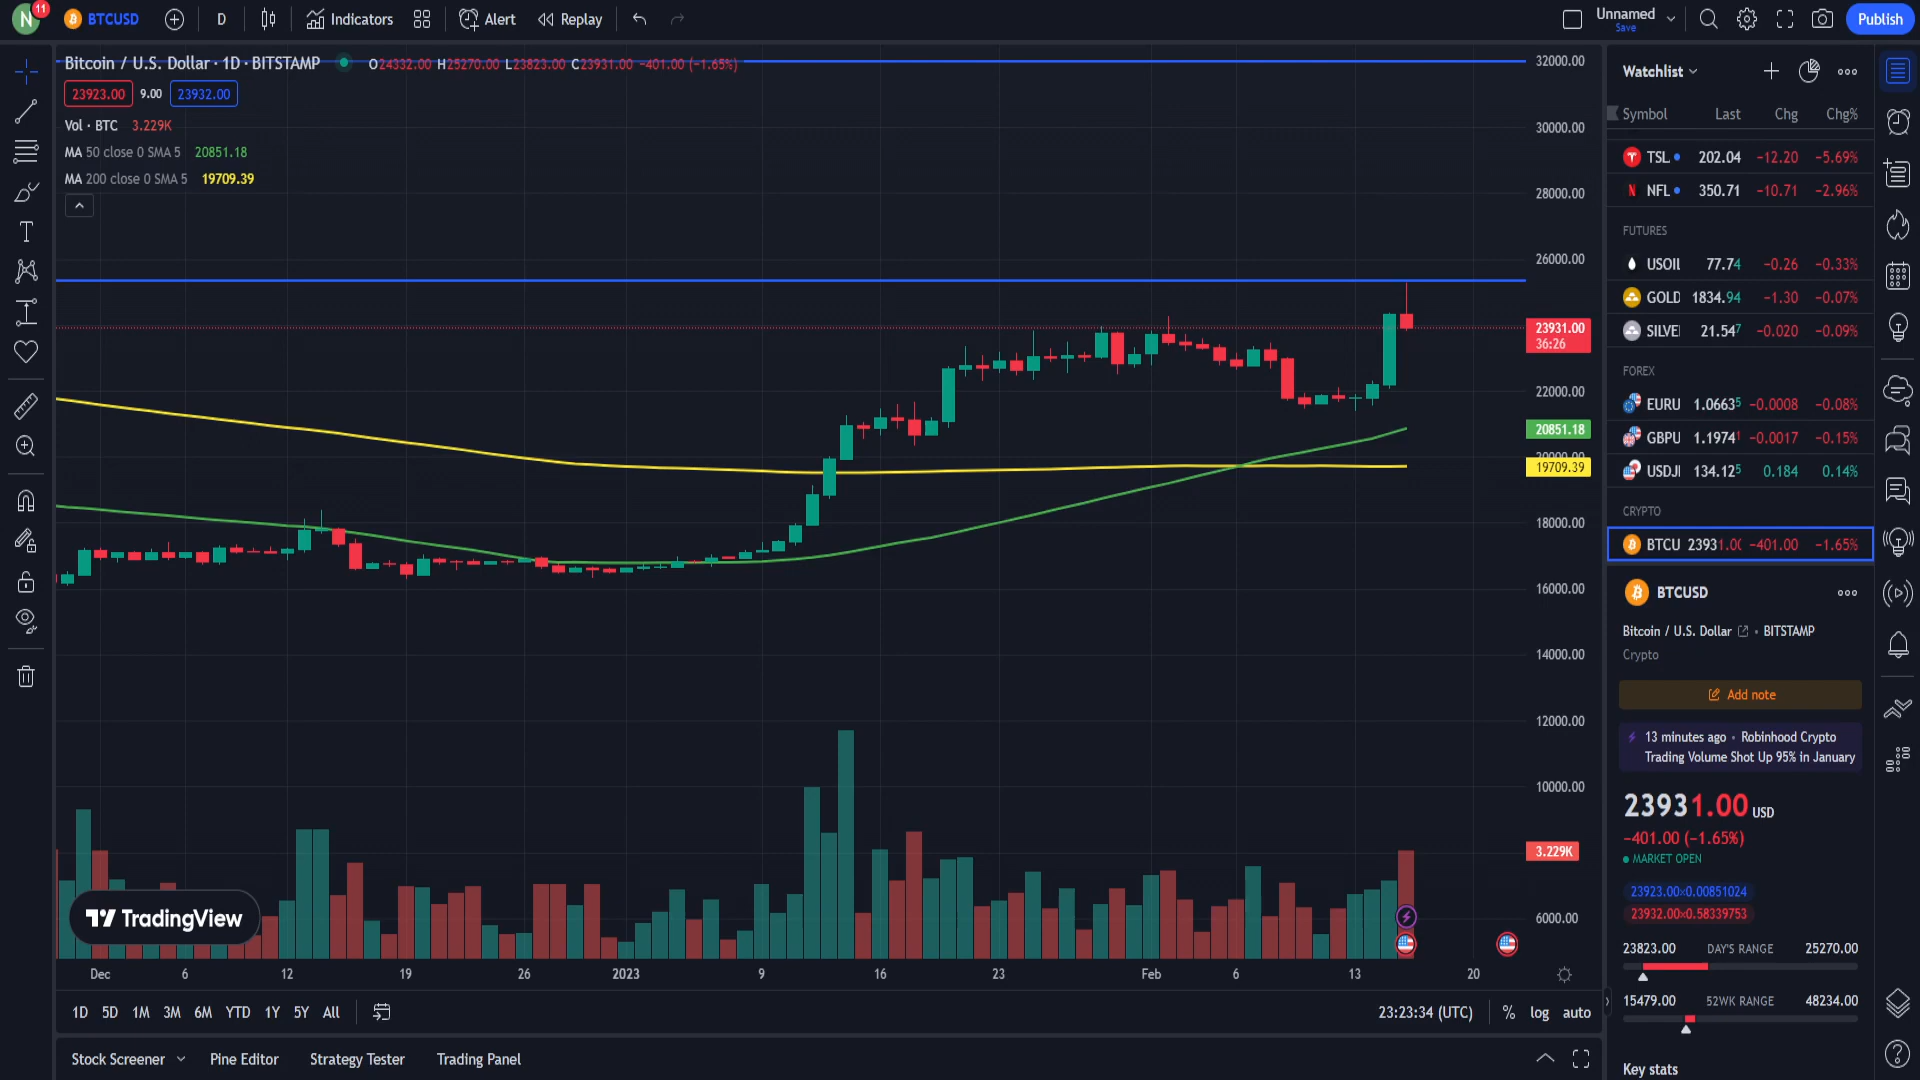 N 11 BTCUSD D Indicators Alert Replay Unnamed Save Publish
Bitcoin / U.S. Dollar · 1D · BITSTAMP O24332.00 H25270.00 L23823.00 C23931.00 −401.00 (−1.65%)
23923.00 9.00 23932.00
Vol · BTC 3.229K
MA 50 close 0 SMA 5 20851.18
MA 200 close 0 SMA 5 19709.39
32000.00
30000.00
28000.00
26000.00
23931.00
36:26
22000.00
20851.18
20000.00
19709.39
18000.00
16000.00
14000.00
12000.00
10000.00
3.229K
6000.00
TradingView
Dec 6 12 19 26 2023 9 16 23 Feb 6 13 20
1D 5D 1M 3M 6M YTD 1Y 5Y All 23:23:34 (UTC) % log auto
Stock Screener Pine Editor Strategy Tester Trading Panel
Watchlist
Symbol Last Chg Chg%
TSL 202.04 −12.20 −5.69%
NFL 350.71 −10.71 −2.96%
FUTURES
USOIL 77.74 −0.26 −0.33%
GOLD 1834.94 −1.30 −0.07%
SILVE 21.547 −0.020 −0.09%
FOREX
EURU 1.06635 −0.0008 −0.08%
GBPU 1.19741 −0.0017 −0.15%
USDJ 134.125 0.184 0.14%
CRYPTO
BTCU 23931.00 −401.00 −1.65%
BTCUSD
Bitcoin / U.S. Dollar • BITSTAMP
Crypto
Add note
13 minutes ago • Robinhood Crypto
Trading Volume Shot Up 95% in January
23931.00 USD
−401.00 (−1.65%)
MARKET OPEN
23923.00×0.00851024
23932.00×0.58339753
23823.00 DAY'S RANGE 25270.00
15479.00 52WK RANGE 48234.00
Key stats